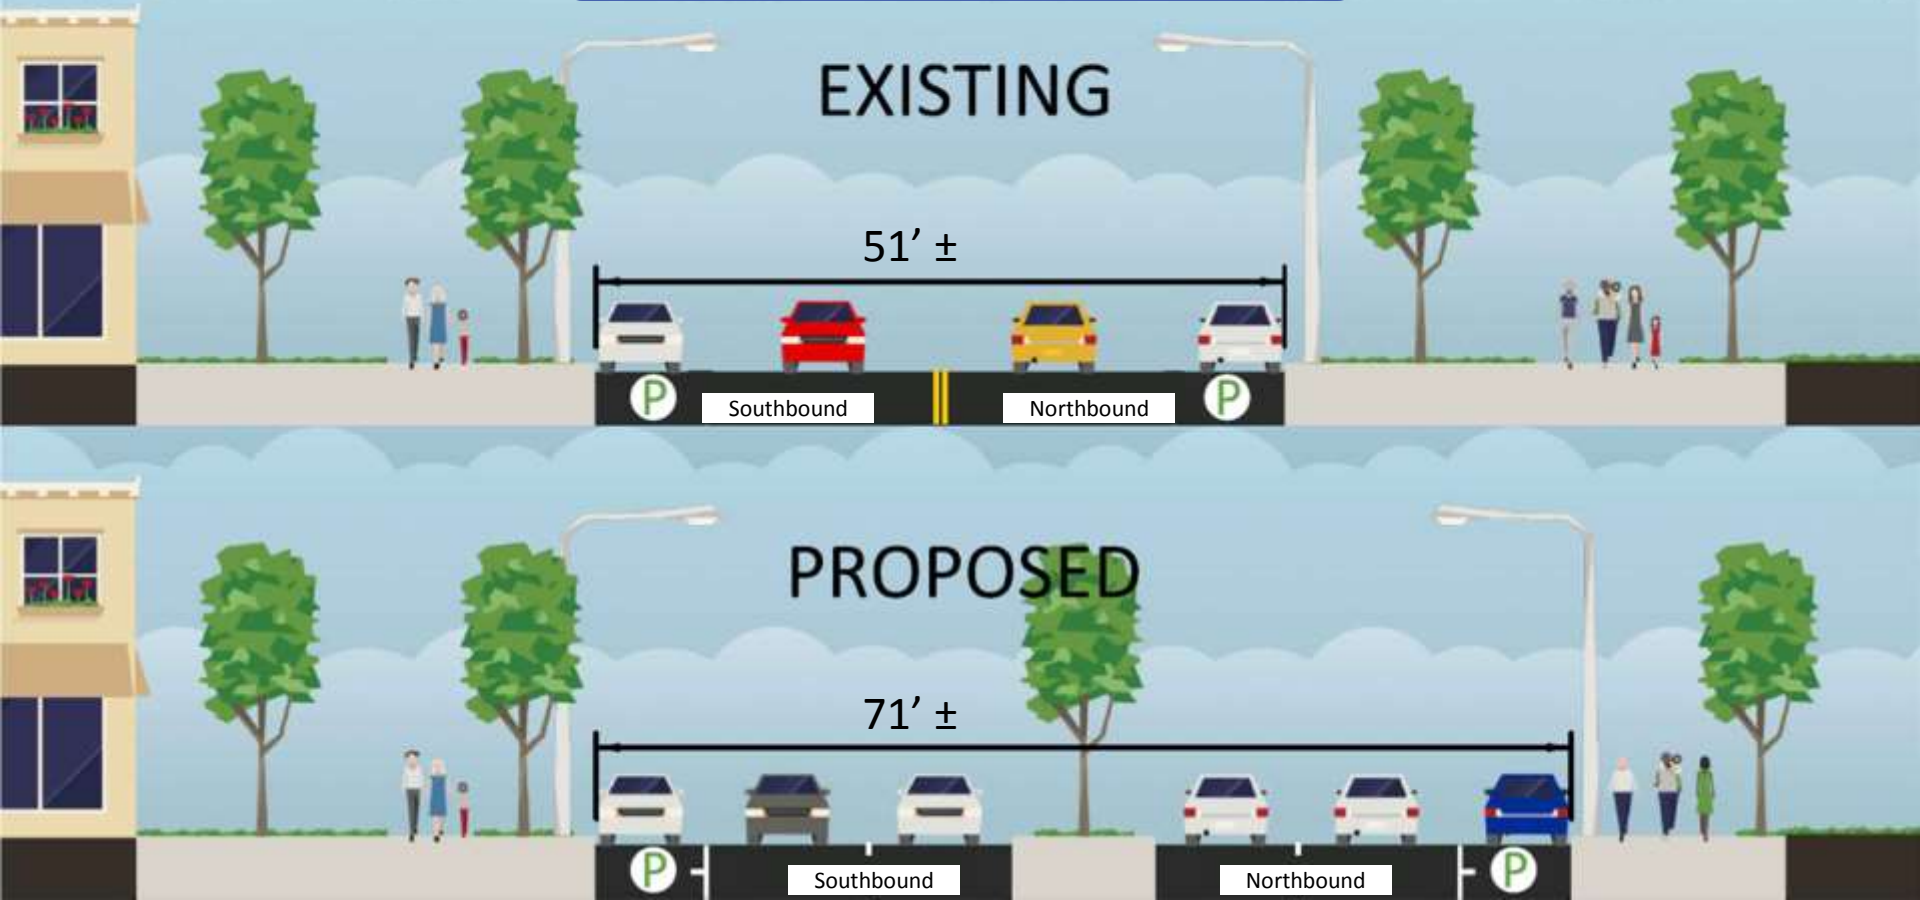 EXISTING
51’ ±
P
Southbound
Northbound
P
PROPOSED
71’ ±
P
Southbound
Northbound
P